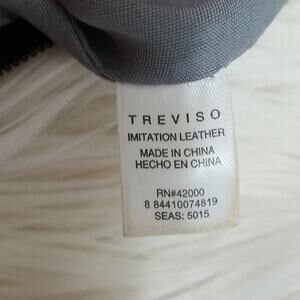 TREVISO
IMITATION LEATHER
MADE IN CHINA
HECHO EN CHINA
RN#42000
8 84410074819
SEAS: 5015